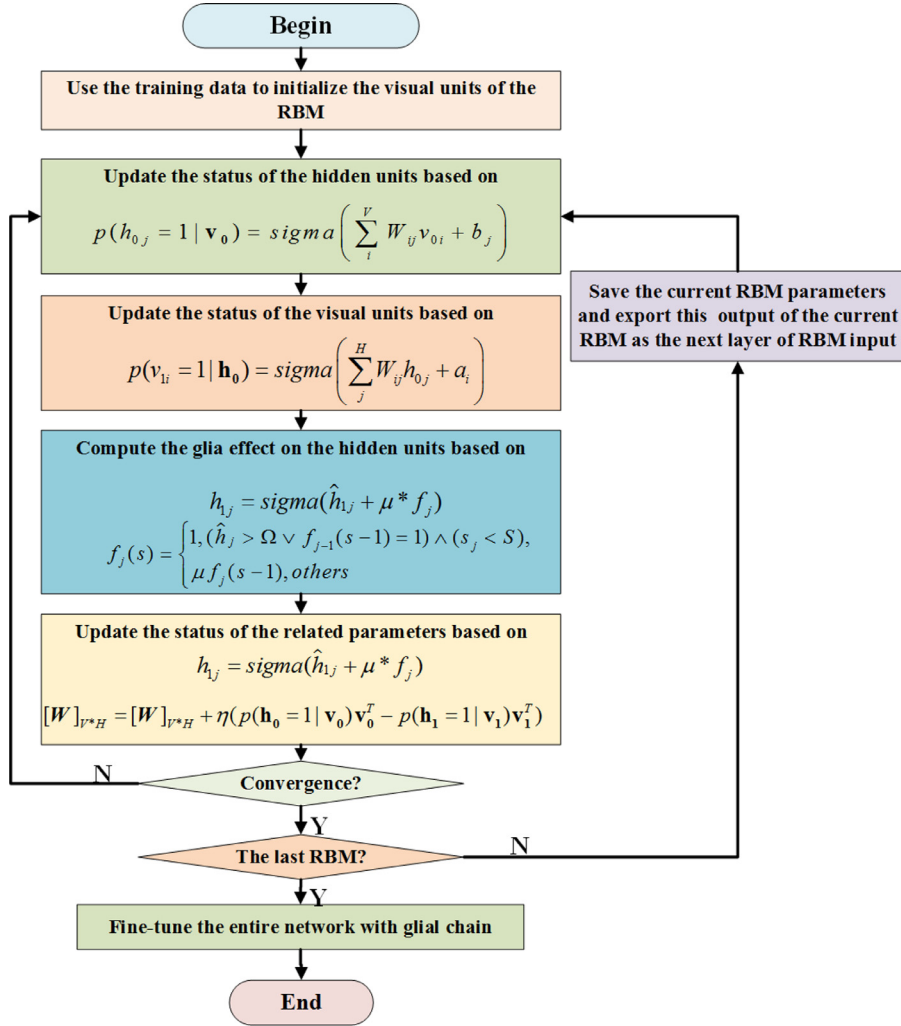 Begin
Use the training data to initialize the visual units of the
RBM
Update the status of the hidden units based on
p(h_{0j} = 1 | v_0) = sigma(∑_i^V W_{ij} v_{0i} + b_j)
Update the status of the visual units based on
p(v_{1i} = 1 | h_0) = sigma(∑_j^H W_{ij} h_{0j} + a_i)
Save the current RBM parameters
and export this output of the current
RBM as the next layer of RBM input
Compute the glia effect on the hidden units based on
h_{1j} = sigma(ĥ_{1j} + μ * f_j)
f_j(s) = { 1, (ĥ_j > Ω ∨ f_{j-1}(s-1) = 1) ∧ (s_j < S),
μ f_j(s-1), others
Update the status of the related parameters based on
h_{1j} = sigma(ĥ_{1j} + μ * f_j)
[W]_{V*H} = [W]_{V*H} + η(p(h_0 = 1 | v_0)v_0^T − p(h_1 = 1 | v_1)v_1^T)
N
Convergence?
Y
The last RBM?
N
Y
Fine-tune the entire network with glial chain
End